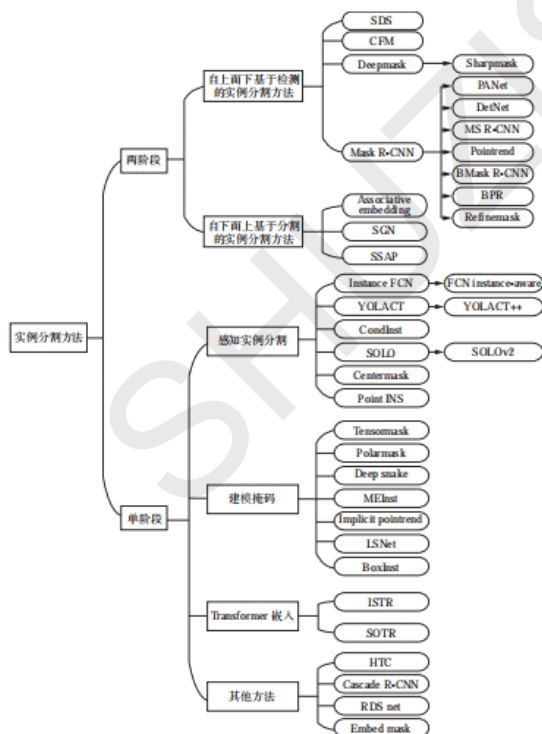 实例分割方法
两阶段
自上而下基于检测
的实例分割方法
SDS
CFM
Deepmask
Sharpmask
Mask R-CNN
PANet
DetNet
MS R-CNN
Pointrend
BMask R-CNN
BPR
Refinemask
自下而上基于分割
的实例分割方法
Associative
embedding
SGN
SSAP
单阶段
感知实例分割
Instance FCN
FCN instance-aware
YOLACT
YOLACT++
CondInst
SOLO
SOLOv2
Centermask
Point INS
建模掩码
Tensormask
Polarmask
Deep snake
MEInst
Implicit pointrend
LSNet
BoxInst
Transformer 嵌入
ISTR
SOTR
其他方法
HTC
Cascade R-CNN
RDS net
Embed mask